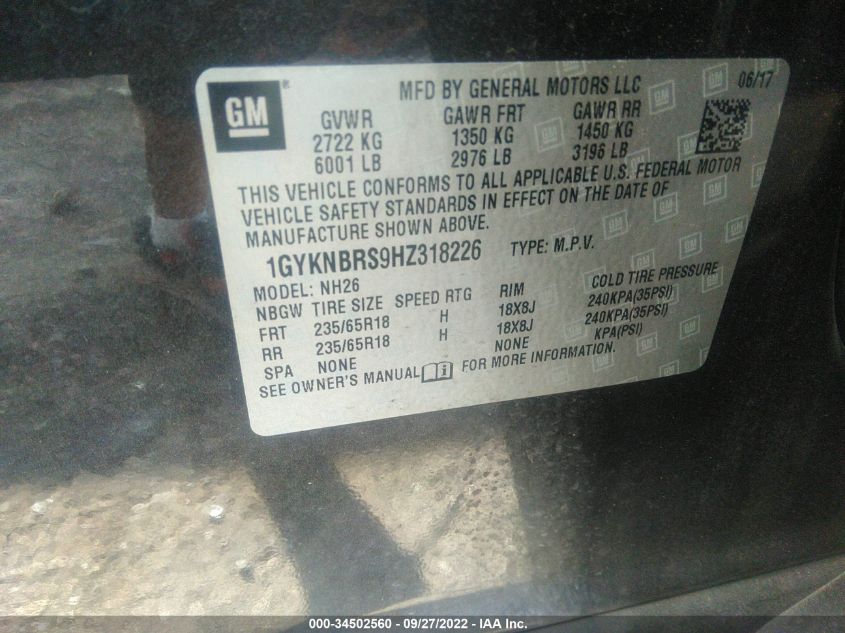 GM
MFD BY GENERAL MOTORS LLC
06/17
GVWR GAWR FRT GAWR RR
2722 KG 1350 KG 1450 KG
6001 LB 2976 LB 3196 LB
THIS VEHICLE CONFORMS TO ALL APPLICABLE U.S. FEDERAL MOTOR
VEHICLE SAFETY STANDARDS IN EFFECT ON THE DATE OF
MANUFACTURE SHOWN ABOVE.
1GYKNBRS9HZ318226 TYPE: M.P.V.
MODEL: NH26
NBGW TIRE SIZE SPEED RTG RIM COLD TIRE PRESSURE
FRT 235/65R18 H 18X8J 240KPA(35PSI)
RR 235/65R18 H 18X8J 240KPA(35PSI)
SPA NONE NONE KPA(PSI)
SEE OWNER'S MANUAL FOR MORE INFORMATION.
000-34502560 - 09/27/2022 - IAA Inc.